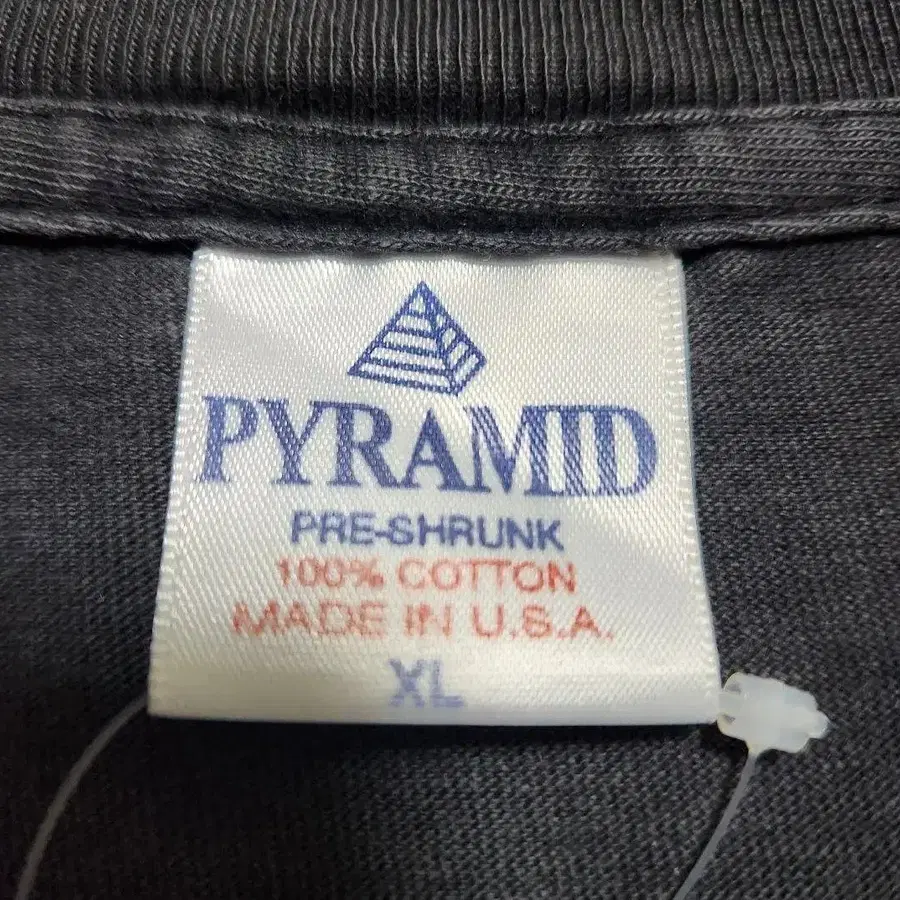 PYRAMID
PRE-SHRUNK
100% COTTON
MADE IN U.S.A.
XL